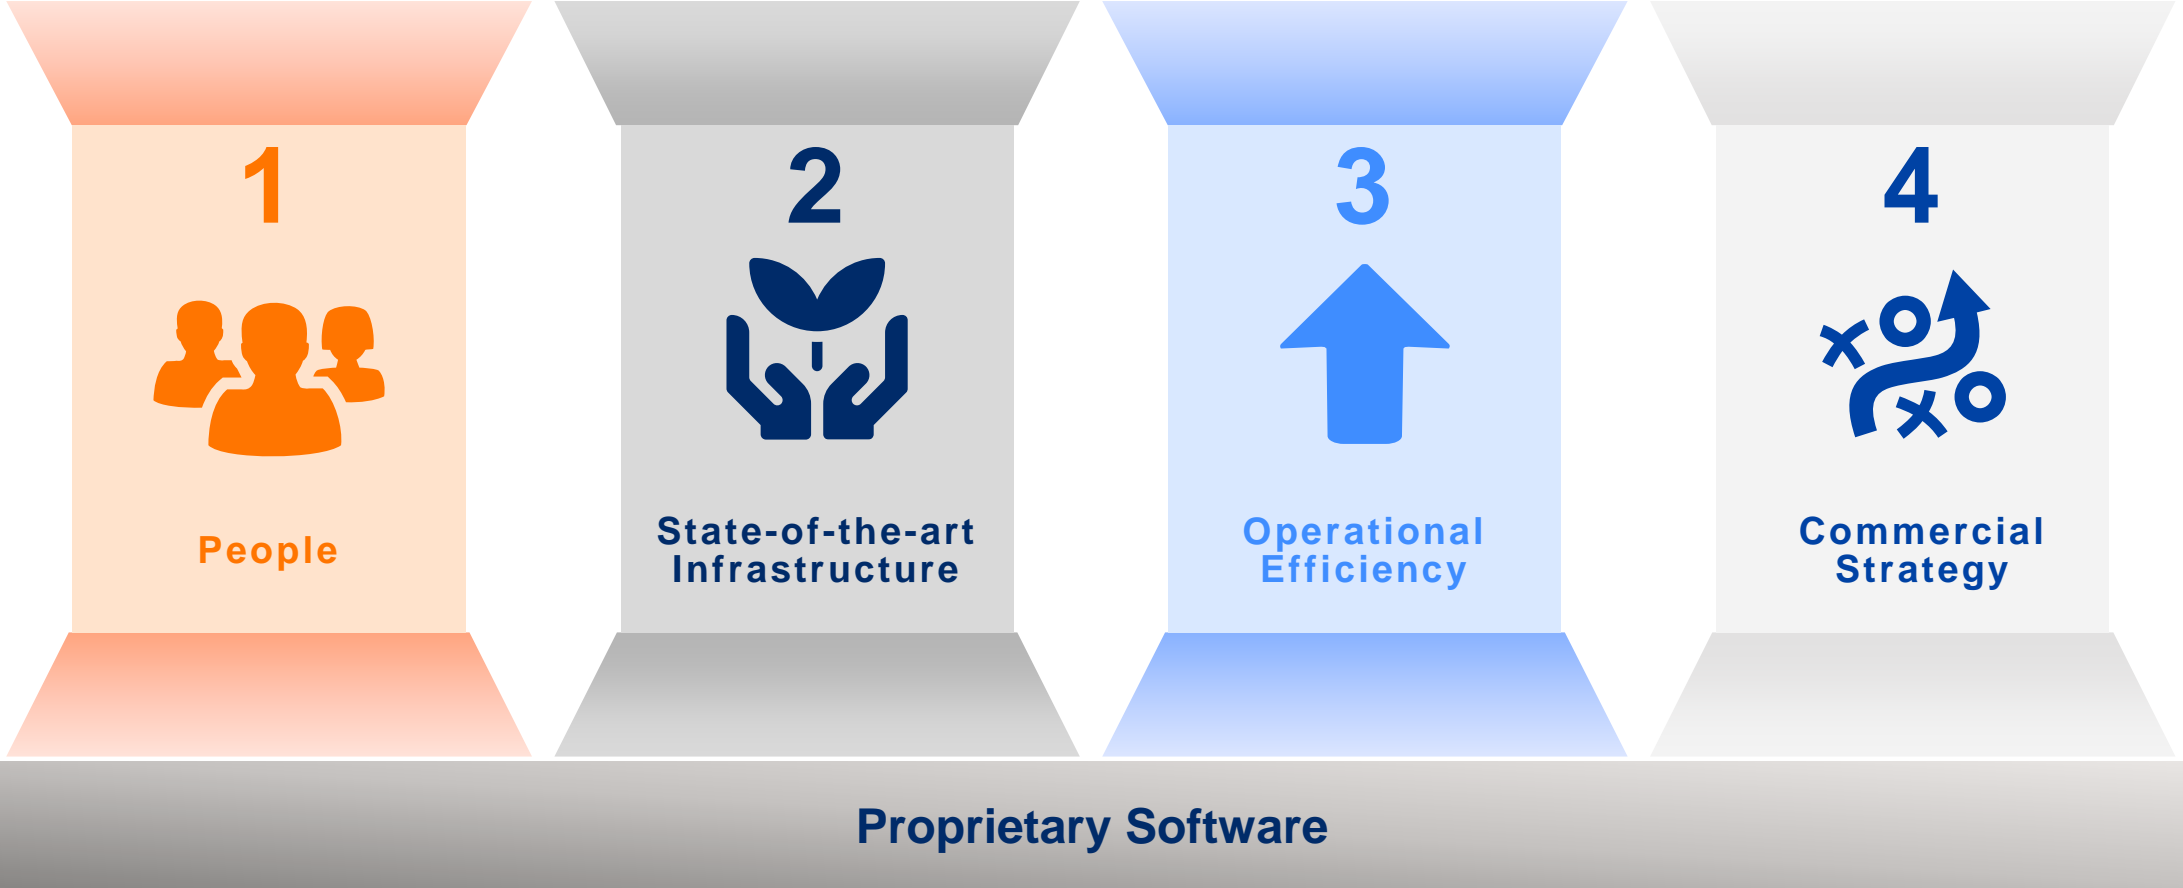 1
People
2
State-of-the-art
Infrastructure
3
Operational
Efficiency
4
Commercial
Strategy
Proprietary Software